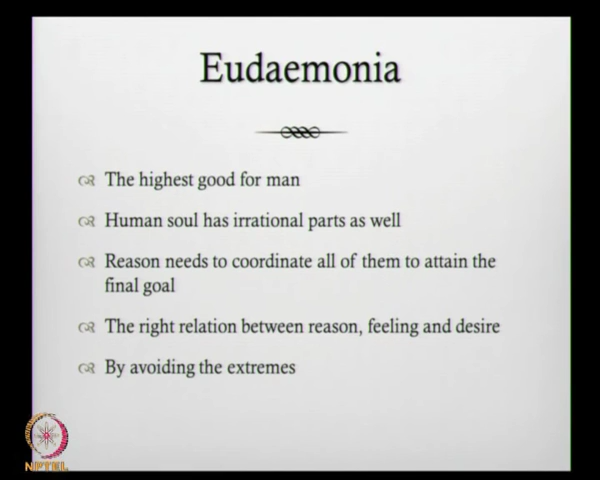 Eudaemonia
The highest good for man
Human soul has irrational parts as well
Reason needs to coordinate all of them to attain the
final goal
The right relation between reason, feeling and desire
By avoiding the extremes
NPTEL